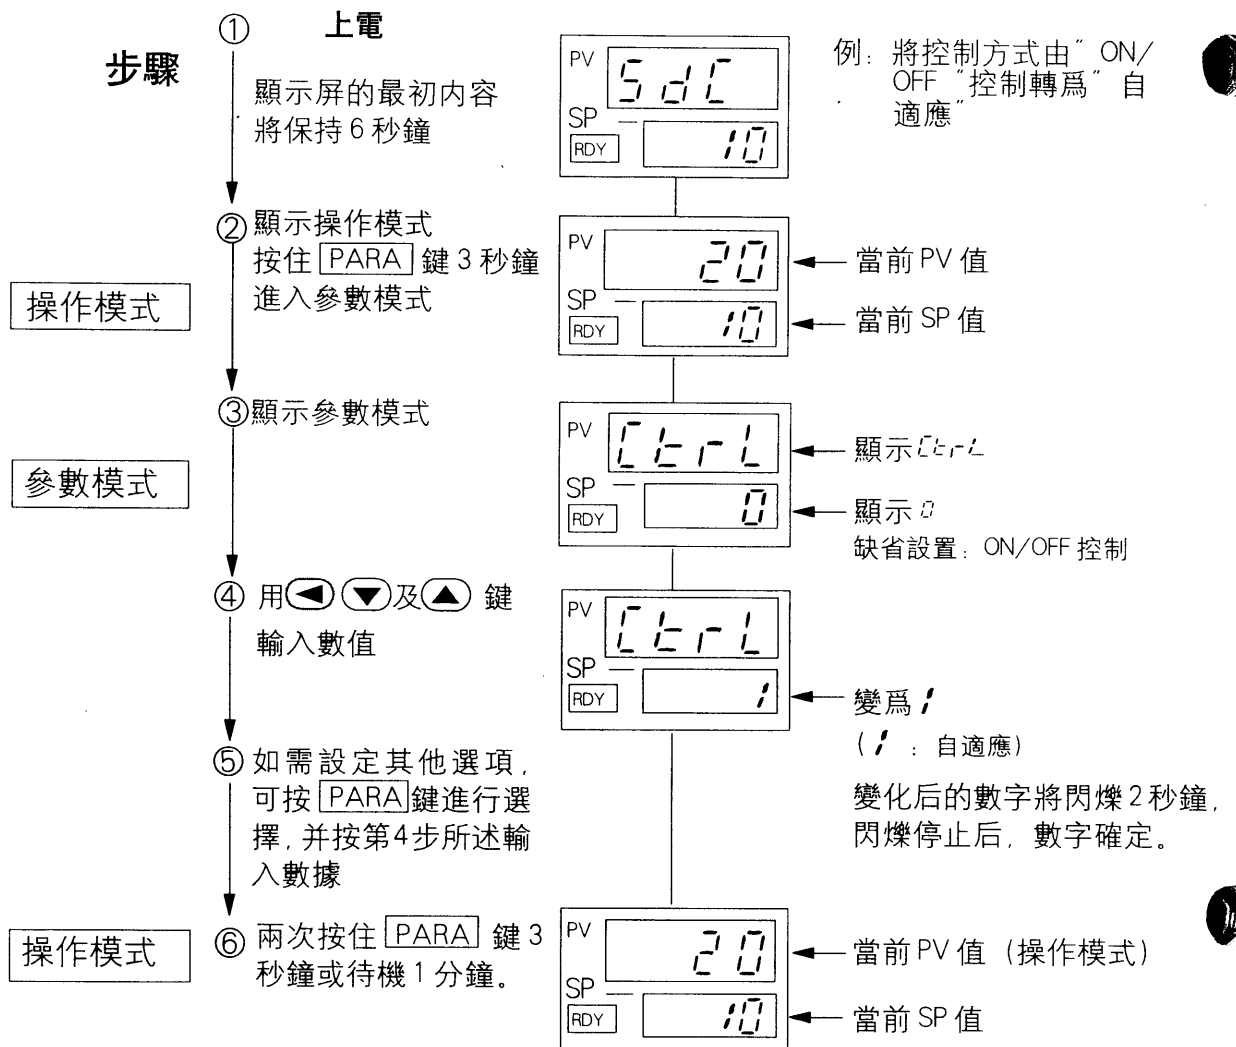 步驟
① 上電
顯示屏的最初内容
將保持6秒鐘
PV SdC
SP
RDY 10
例：將控制方式由"ON/
OFF"控制轉爲"自
適應"
操作模式
②顯示操作模式
按住 PARA 鍵3秒鐘
進入參數模式
PV 20
SP
RDY 10
當前PV值
當前SP值
參數模式
③顯示參數模式
PV CtrL
SP
RDY 0
顯示CtrL
顯示0
缺省設置：ON/OFF控制
④ 用◀ ▼及▲ 鍵
輸入數值
PV CtrL
SP
RDY 1
變爲1
(1：自適應)
變化后的數字將閃爍2秒鐘，
閃爍停止后，數字確定。
⑤如需設定其他選項，
可按 PARA 鍵進行選
擇，并按第4步所述輸
入數據
操作模式
⑥ 兩次按住 PARA 鍵3
秒鐘或待機1分鐘。
PV 20
SP
RDY 10
當前PV值（操作模式）
當前SP值